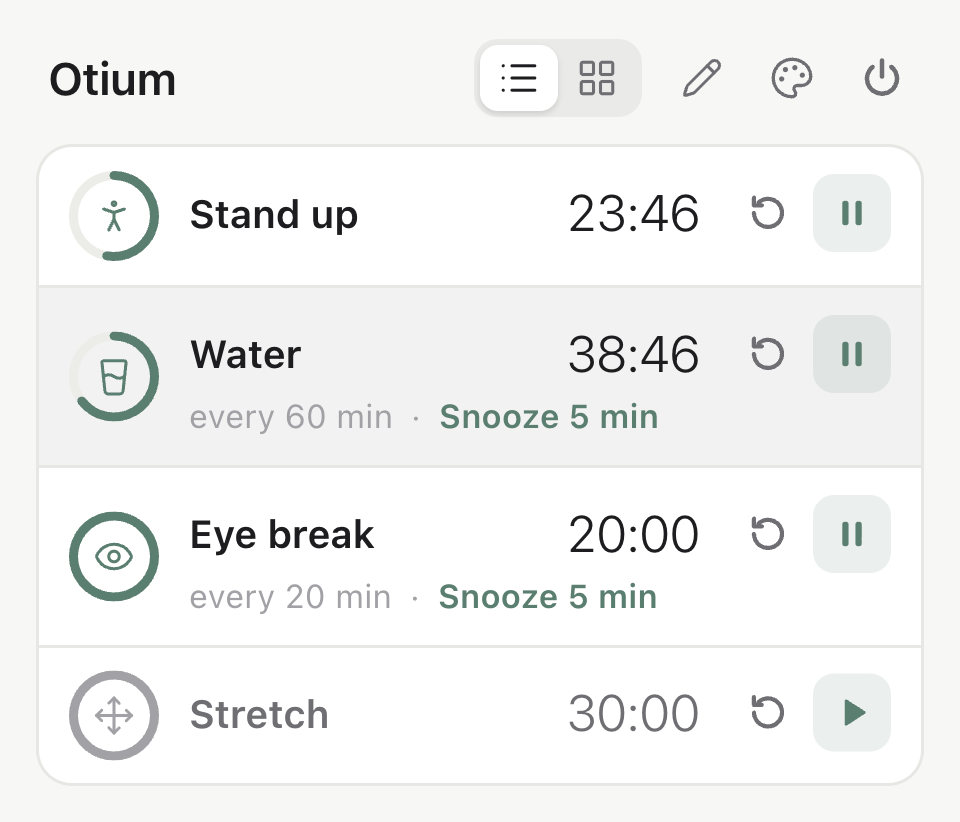 Otium
Stand up 23:46
Water 38:46
every 60 min · Snooze 5 min
Eye break 20:00
every 20 min · Snooze 5 min
Stretch 30:00